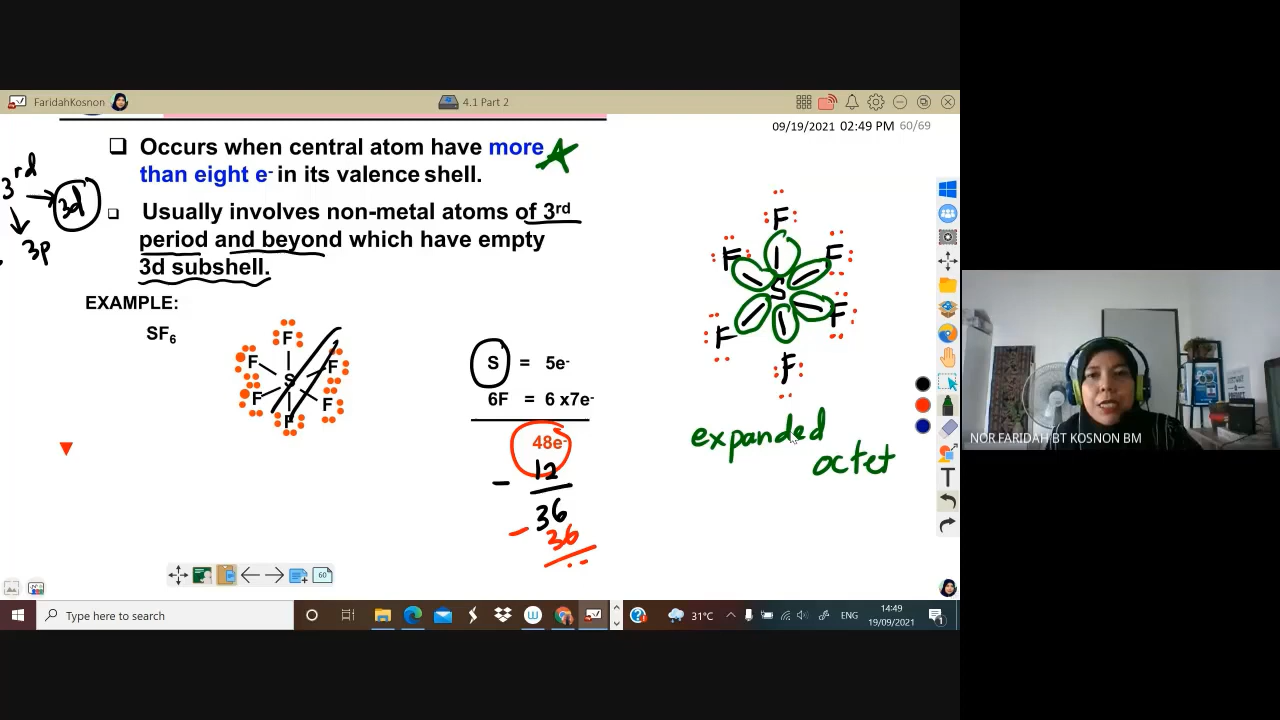 FaridahKosnon
4.1 Part 2
09/19/2021 02:49 PM 60/69
Occurs when central atom have more
than eight e- in its valence shell.
3rd
3d
3p
Usually involves non-metal atoms of 3rd
period and beyond which have empty
3d subshell.
EXAMPLE:
SF6
F
F
F
S
F
F
F
S = 5e-
6F = 6 x7e-
48e-
- 12
36
- 36
F
F
F
S
F
F
F
expanded
octet
NOR FARIDAH BT KOSNON BM
T
60
Type here to search
31°C
ENG
14:49
19/09/2021
1